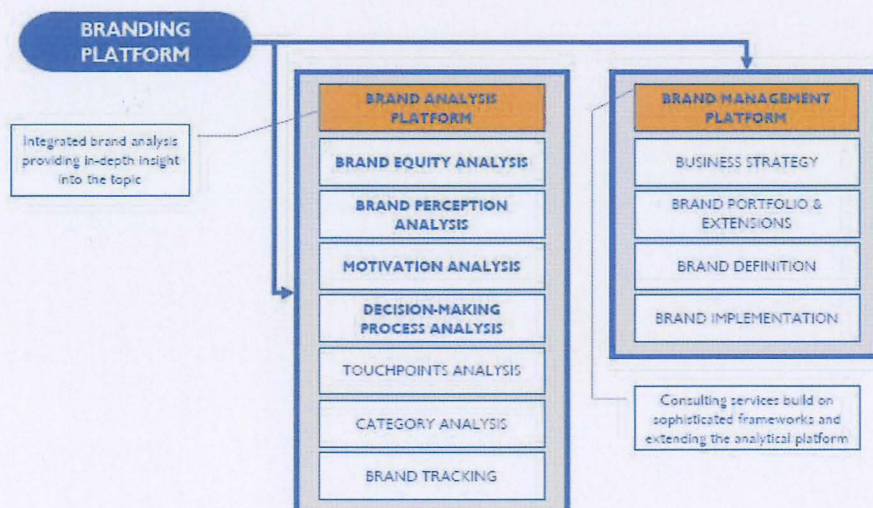 BRANDING
PLATFORM
BRAND ANALYSIS
PLATFORM
Integrated brand analysis
providing in-depth insight
into the topic
BRAND EQUITY ANALYSIS
BRAND PERCEPTION
ANALYSIS
MOTIVATION ANALYSIS
DECISION-MAKING
PROCESS ANALYSIS
TOUCHPOINTS ANALYSIS
CATEGORY ANALYSIS
BRAND TRACKING
BRAND MANAGEMENT
PLATFORM
BUSINESS STRATEGY
BRAND PORTFOLIO &
EXTENSIONS
BRAND DEFINITION
BRAND IMPLEMENTATION
Consulting services build on
sophisticated frameworks and
extending the analytical platform